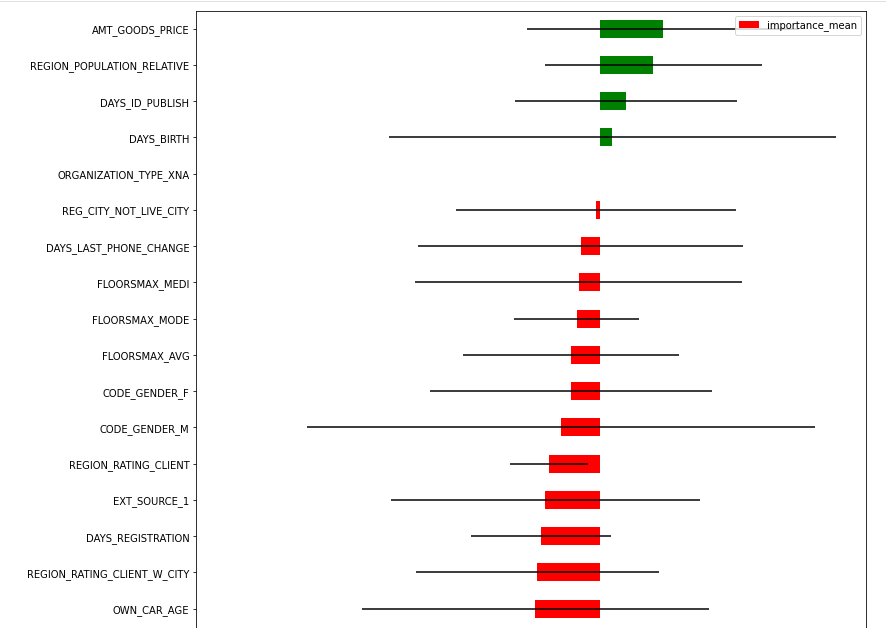 AMT_GOODS_PRICE
importance_mean
REGION_POPULATION_RELATIVE
DAYS_ID_PUBLISH
DAYS_BIRTH
ORGANIZATION_TYPE_XNA
REG_CITY_NOT_LIVE_CITY
DAYS_LAST_PHONE_CHANGE
FLOORSMAX_MEDI
FLOORSMAX_MODE
FLOORSMAX_AVG
CODE_GENDER_F
CODE_GENDER_M
REGION_RATING_CLIENT
EXT_SOURCE_1
DAYS_REGISTRATION
REGION_RATING_CLIENT_W_CITY
OWN_CAR_AGE